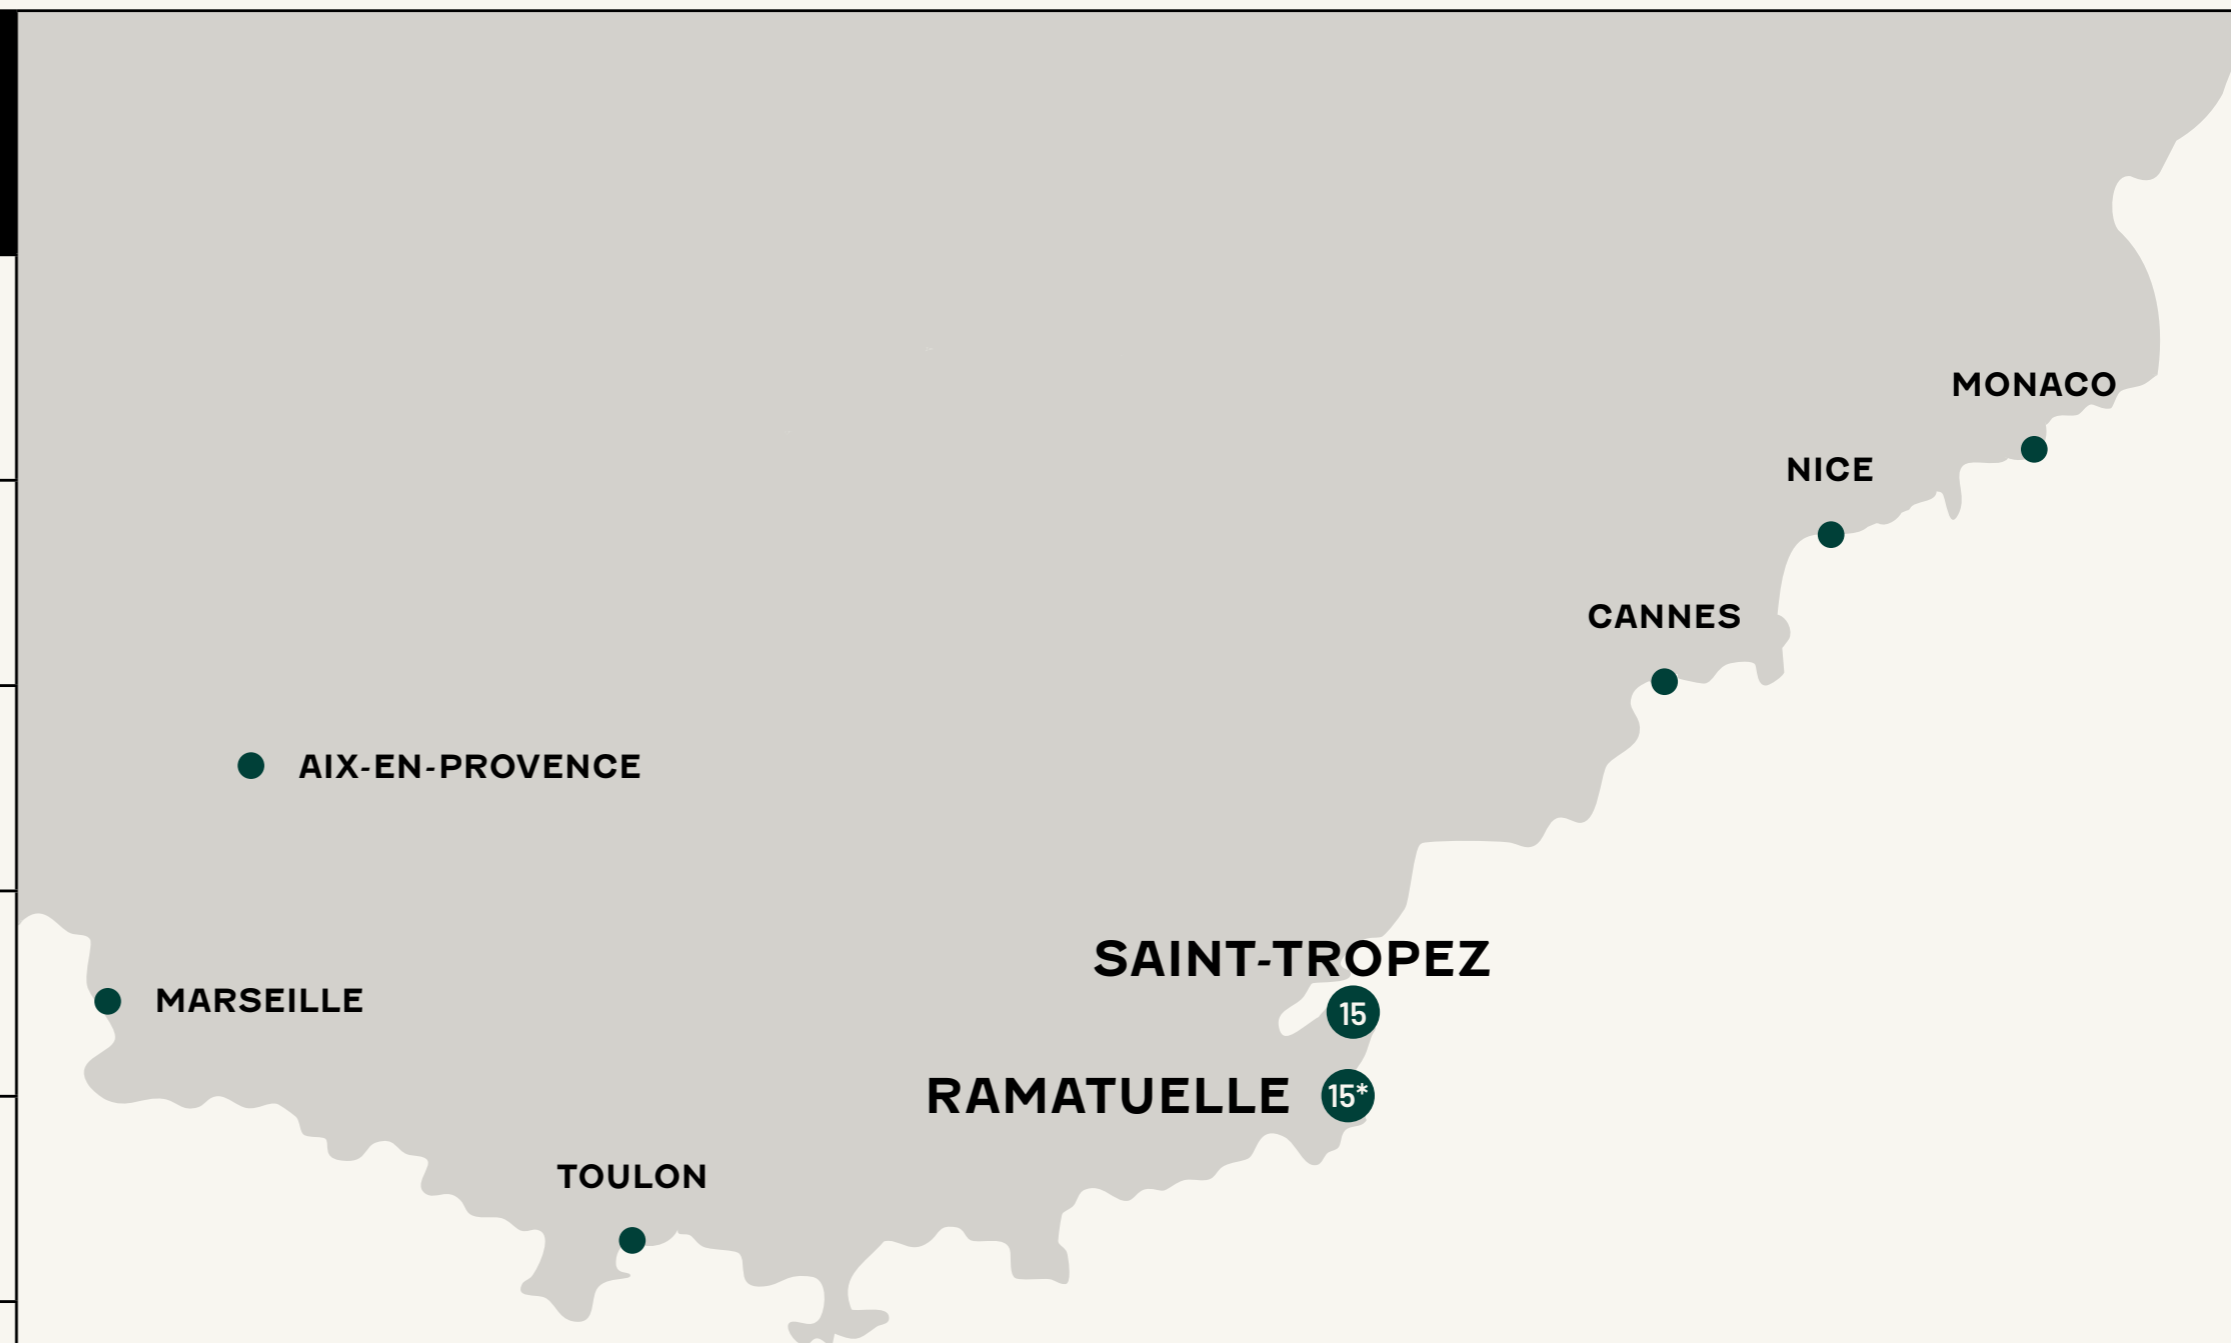 MONACO
NICE
CANNES
AIX-EN-PROVENCE
SAINT-TROPEZ
15
MARSEILLE
RAMATUELLE 15*
TOULON